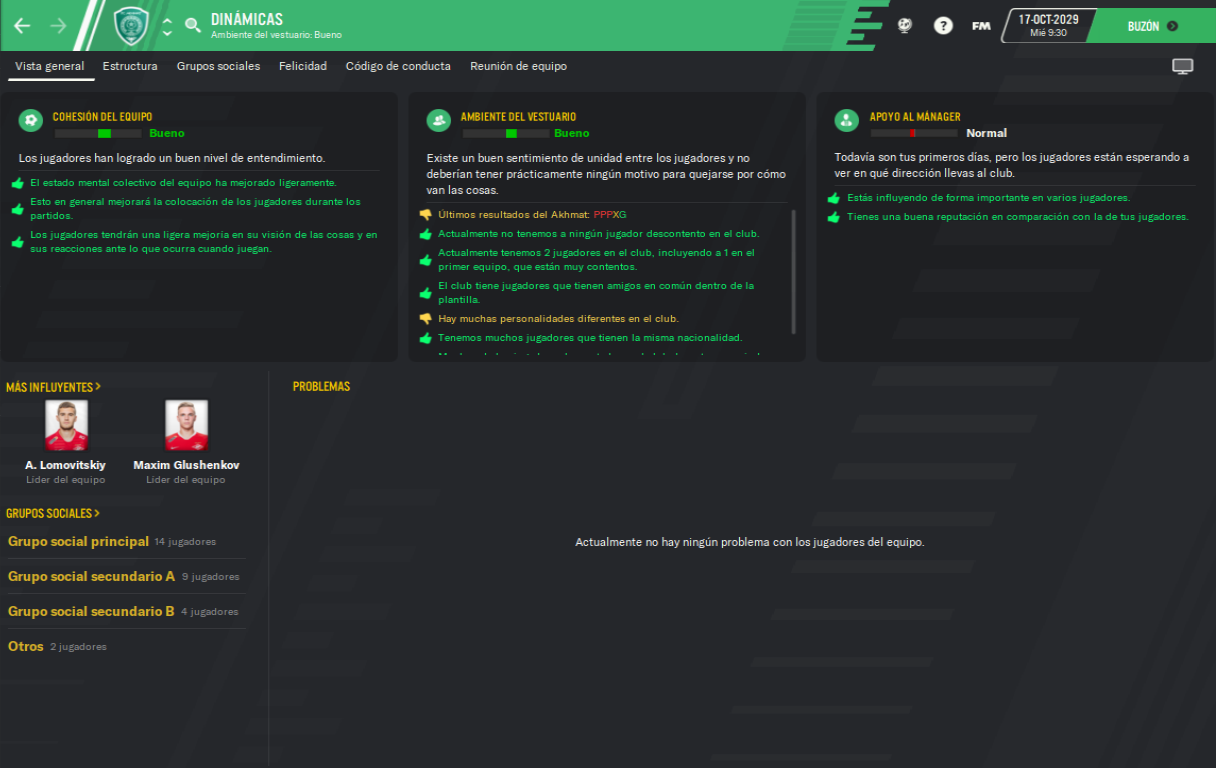 DINÁMICAS
Ambiente del vestuario: Bueno
?
FM
17-OCT-2029
Mié 9:30
BUZÓN
Vista general
Estructura
Grupos sociales
Felicidad
Código de conducta
Reunión de equipo
COHESIÓN DEL EQUIPO
Bueno
Los jugadores han logrado un buen nivel de entendimiento.
El estado mental colectivo del equipo ha mejorado ligeramente.
Esto en general mejorará la colocación de los jugadores durante los
partidos.
Los jugadores tendrán una ligera mejoría en su visión de las cosas y en
sus reacciones ante lo que ocurra cuando juegan.
AMBIENTE DEL VESTUARIO
Bueno
Existe un buen sentimiento de unidad entre los jugadores y no
deberían tener prácticamente ningún motivo para quejarse por cómo
van las cosas.
Últimos resultados del Akhmat: PPPXG
Actualmente no tenemos a ningún jugador descontento en el club.
Actualmente tenemos 2 jugadores en el club, incluyendo a 1 en el
primer equipo, que están muy contentos.
El club tiene jugadores que tienen amigos en común dentro de la
plantilla.
Hay muchas personalidades diferentes en el club.
Tenemos muchos jugadores que tienen la misma nacionalidad.
APOYO AL MÁNAGER
Normal
Todavía son tus primeros días, pero los jugadores están esperando a
ver en qué dirección llevas al club.
Estás influyendo de forma importante en varios jugadores.
Tienes una buena reputación en comparación con la de tus jugadores.
MÁS INFLUYENTES >
A. Lomovitskiy
Líder del equipo
Maxim Glushenkov
Líder del equipo
GRUPOS SOCIALES >
Grupo social principal 14 jugadores
Grupo social secundario A 9 jugadores
Grupo social secundario B 4 jugadores
Otros 2 jugadores
PROBLEMAS
Actualmente no hay ningún problema con los jugadores del equipo.